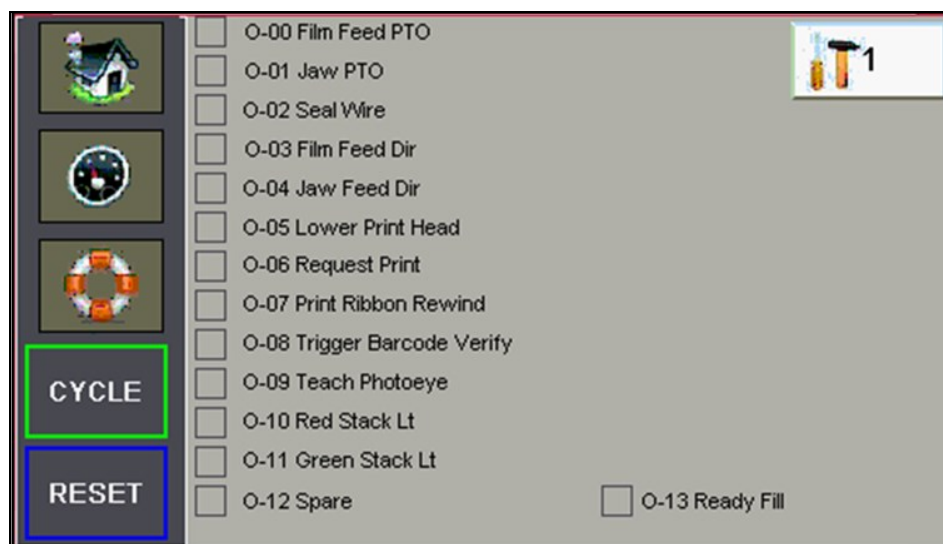 O-00 Film Feed PTO
1
O-01 Jaw PTO
O-02 Seal Wire
O-03 Film Feed Dir
O-04 Jaw Feed Dir
O-05 Lower Print Head
O-06 Request Print
O-07 Print Ribbon Rewind
O-08 Trigger Barcode Verify
CYCLE
O-09 Teach Photoeye
O-10 Red Stack Lt
O-11 Green Stack Lt
RESET
O-12 Spare
O-13 Ready Fill